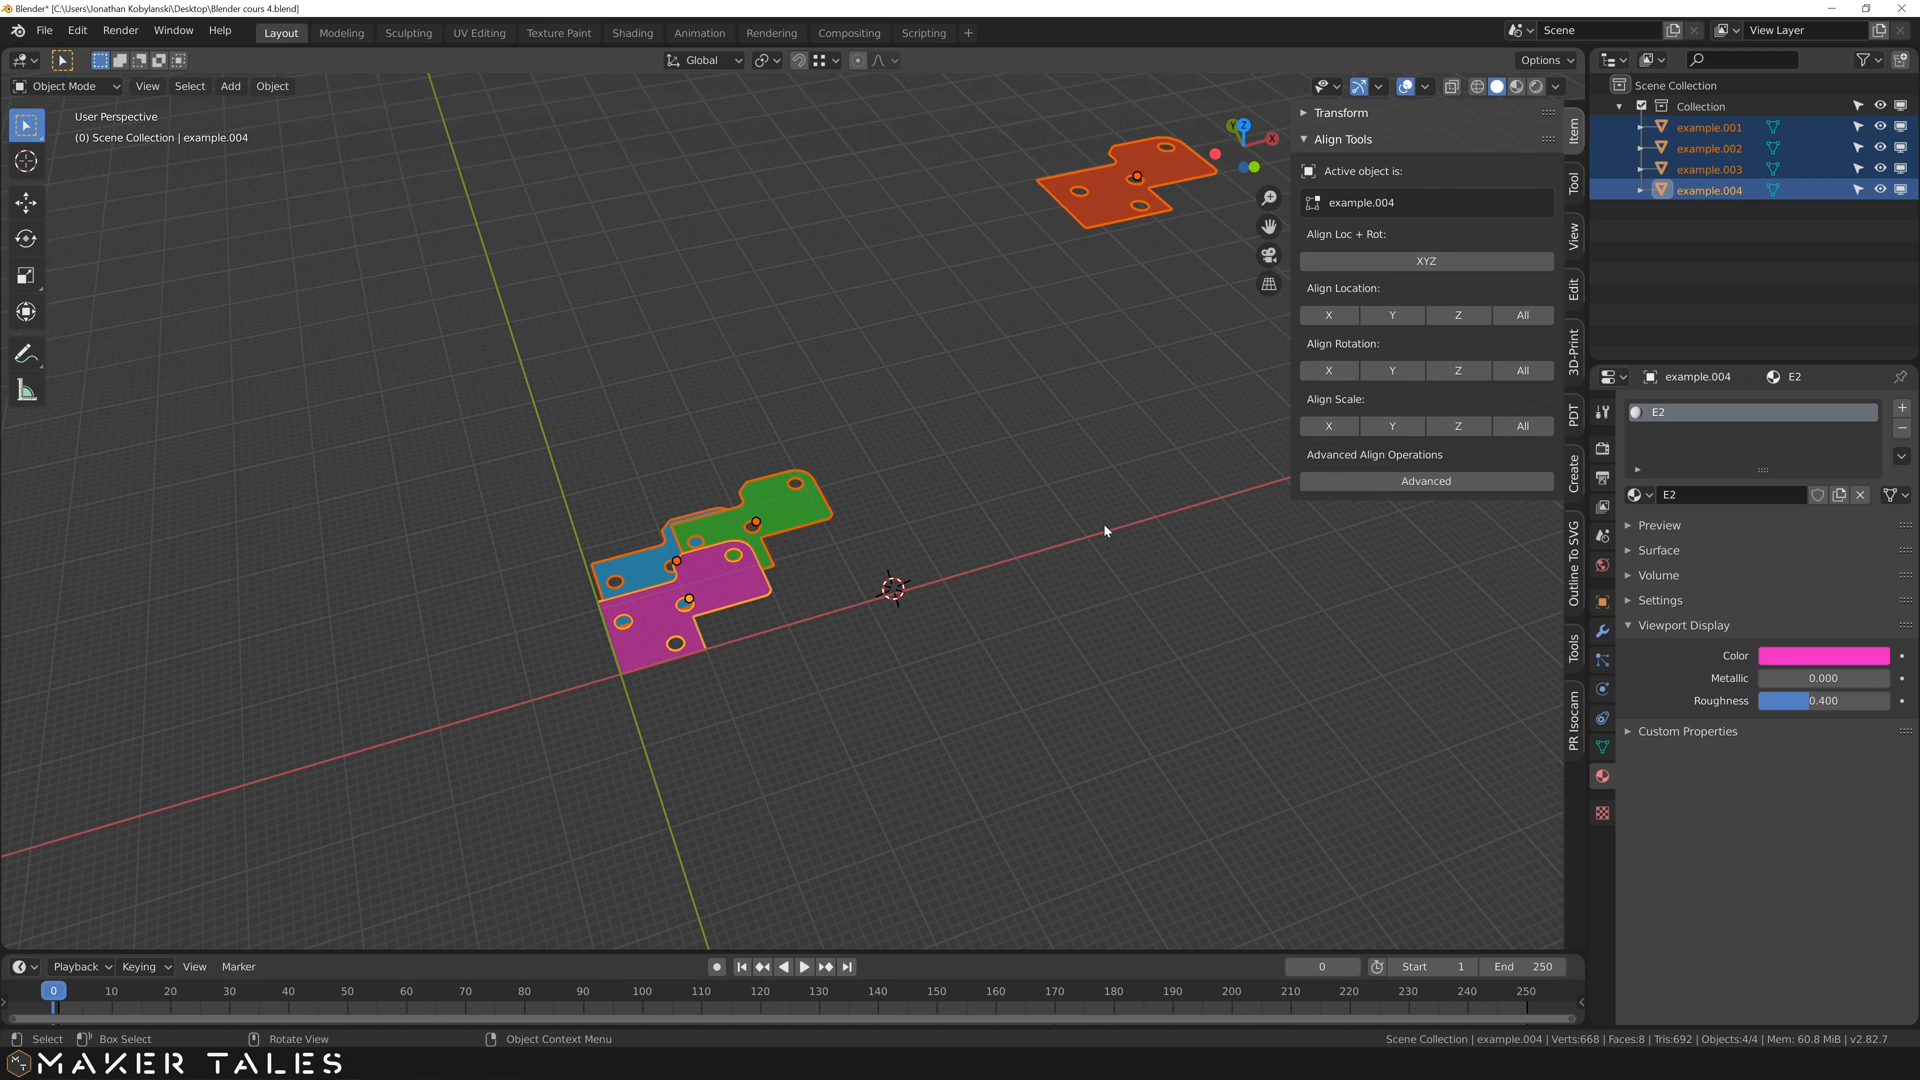 Blender* [C:\Users\Jonathan Kobylanski\Desktop\Blender cours 4.blend]
File Edit Render Window Help
Layout Modeling Sculpting UV Editing Texture Paint Shading Animation Rendering Compositing Scripting +
Scene
View Layer
Global
Options
Object Mode View Select Add Object
User Perspective
(0) Scene Collection | example.004
Y Z X
Transform
Align Tools
Active object is:
example.004
Align Loc + Rot:
XYZ
Align Location:
X Y Z All
Align Rotation:
X Y Z All
Align Scale:
X Y Z All
Advanced Align Operations
Advanced
Item
Tool
View
Edit
3D-Print
PDT
Create
Outline To SVG
Tools
PR Isocam
Scene Collection
Collection
example.001
example.002
example.003
example.004
example.004 E2
E2
E2
Preview
Surface
Volume
Settings
Viewport Display
Color
Metallic 0.000
Roughness 0.400
Custom Properties
Playback Keying View Marker
0 Start 1 End 250
0 10 20 30 40 50 60 70 80 90 100 110 120 130 140 150 160 170 180 190 200 210 220 230 240 250
Select Box Select Rotate View Object Context Menu
Scene Collection | example.004 | Verts:668 | Faces:8 | Tris:692 | Objects:4/4 | Mem: 60.8 MiB | v2.82.7
MAKER TALES